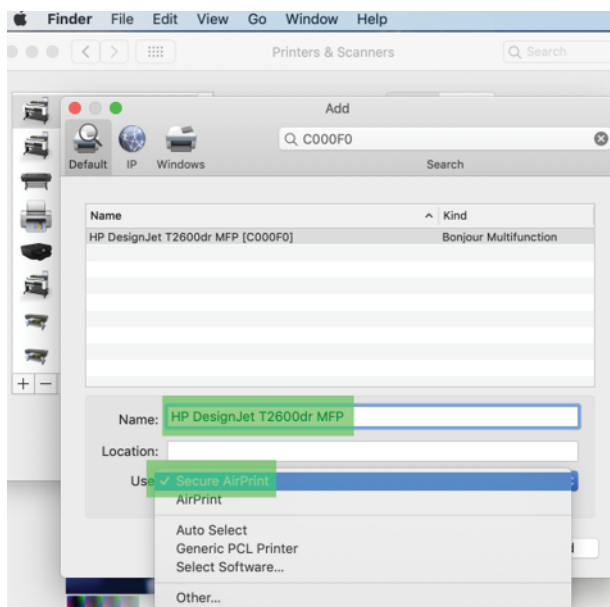 Finder File Edit View Go Window Help
Printers & Scanners
Search
Add
C000F0
Default IP Windows
Search
Name
Kind
HP DesignJet T2600dr MFP [C000F0]
Bonjour Multifunction
+ −
Name: HP DesignJet T2600dr MFP
Location:
Use
✓ Secure AirPrint
AirPrint
Auto Select
Generic PCL Printer
Select Software...
Other...